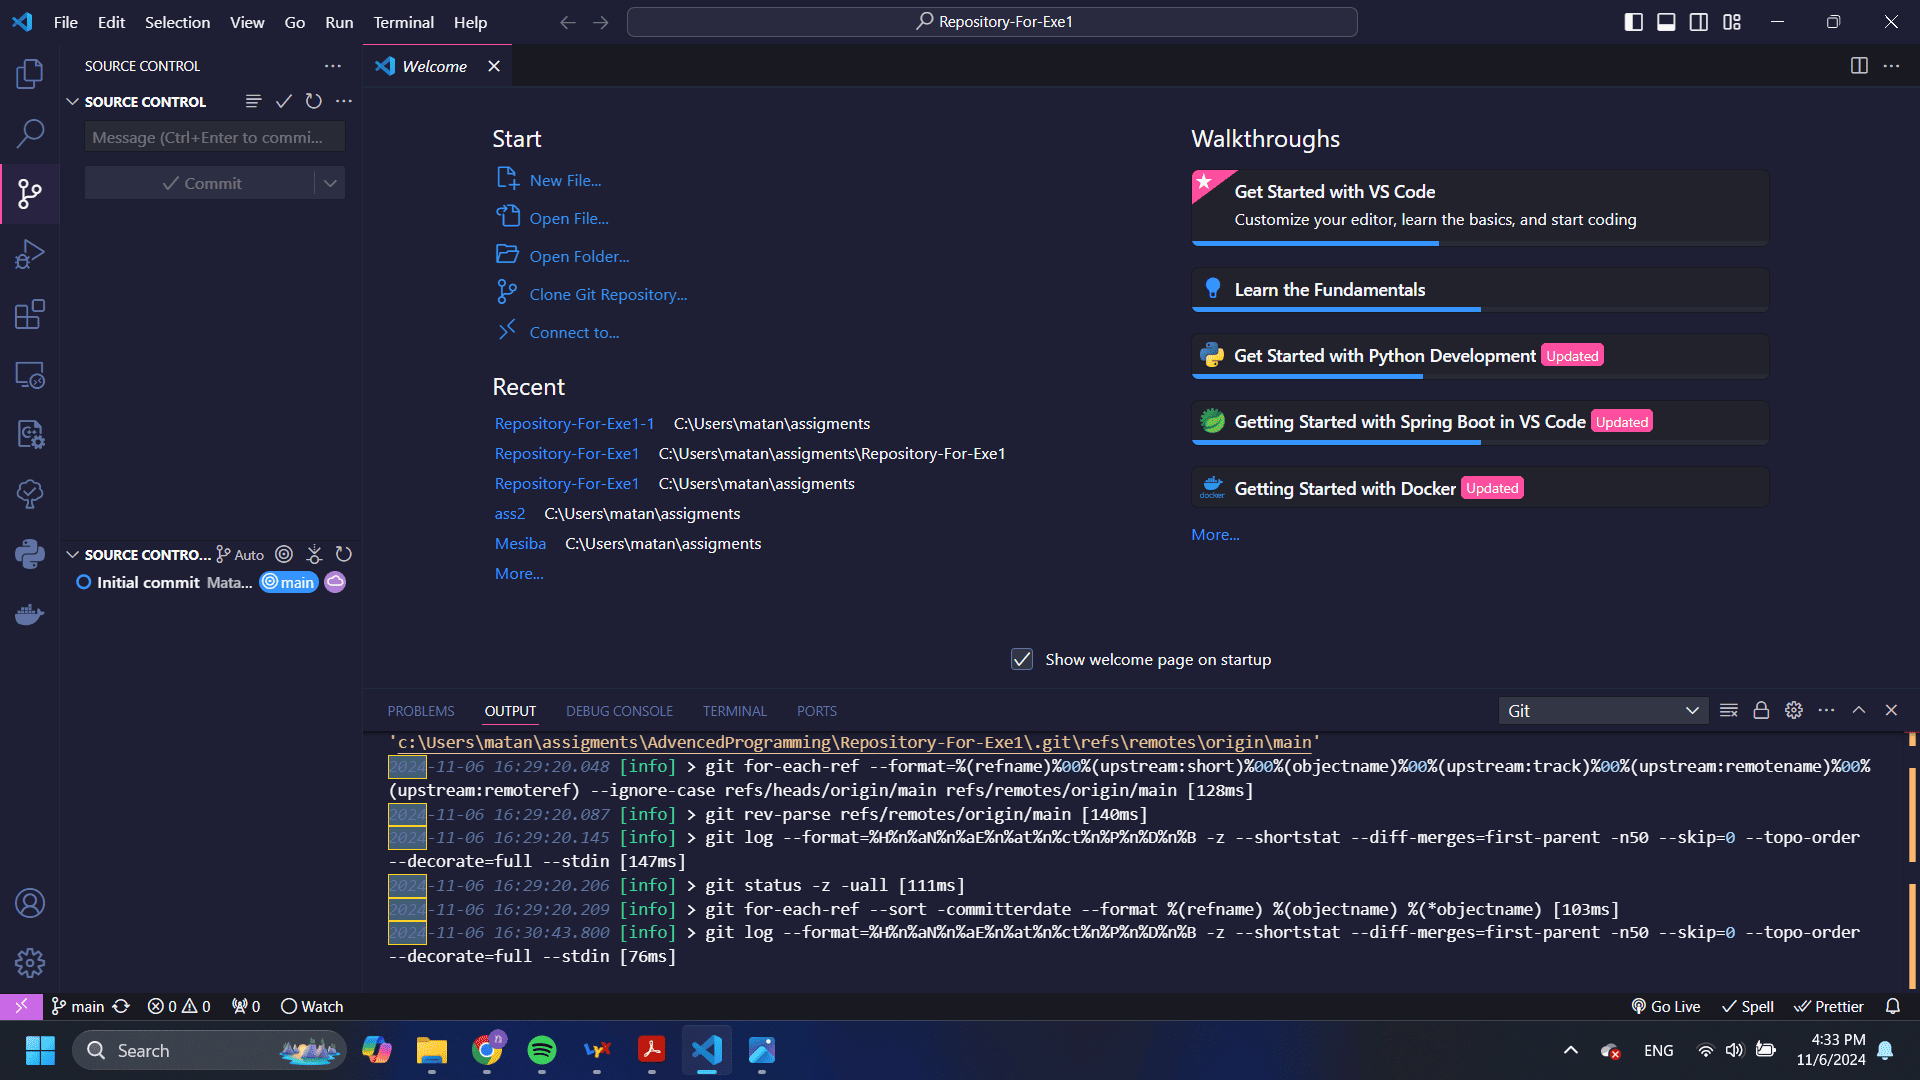 File Edit Selection View Go Run Terminal Help
Repository-For-Exe1
SOURCE CONTROL
Welcome
SOURCE CONTROL
Message (Ctrl+Enter to commi...
Commit
Start
New File...
Open File...
Open Folder...
Clone Git Repository...
Connect to...
Recent
Repository-For-Exe1-1 C:\Users\matan\assigments
Repository-For-Exe1 C:\Users\matan\assigments\Repository-For-Exe1
Repository-For-Exe1 C:\Users\matan\assigments
ass2 C:\Users\matan\assigments
Mesiba C:\Users\matan\assigments
More...
Walkthroughs
Get Started with VS Code
Customize your editor, learn the basics, and start coding
Learn the Fundamentals
Get Started with Python Development Updated
Getting Started with Spring Boot in VS Code Updated
docker
Getting Started with Docker Updated
More...
SOURCE CONTRO... Auto
Initial commit Mata... main
Show welcome page on startup
PROBLEMS OUTPUT DEBUG CONSOLE TERMINAL PORTS
Git
'c:\Users\matan\assigments\AdvencedProgramming\Repository-For-Exe1\.git\refs\remotes\origin\main'
2024-11-06 16:29:20.048 [info] > git for-each-ref --format=%(refname)%00%(upstream:short)%00%(objectname)%00%(upstream:track)%00%(upstream:remotename)%00%
(upstream:remoteref) --ignore-case refs/heads/origin/main refs/remotes/origin/main [128ms]
2024-11-06 16:29:20.087 [info] > git rev-parse refs/remotes/origin/main [140ms]
2024-11-06 16:29:20.145 [info] > git log --format=%H%n%aN%n%aE%n%at%n%ct%n%P%n%D%n%B -z --shortstat --diff-merges=first-parent -n50 --skip=0 --topo-order
--decorate=full --stdin [147ms]
2024-11-06 16:29:20.206 [info] > git status -z -uall [111ms]
2024-11-06 16:29:20.209 [info] > git for-each-ref --sort -committerdate --format %(refname) %(objectname) %(*objectname) [103ms]
2024-11-06 16:30:43.800 [info] > git log --format=%H%n%aN%n%aE%n%at%n%ct%n%P%n%D%n%B -z --shortstat --diff-merges=first-parent -n50 --skip=0 --topo-order
--decorate=full --stdin [76ms]
main 0 0 0 Watch
Go Live Spell Prettier
Search
n
LyX
ENG
4:33 PM
11/6/2024